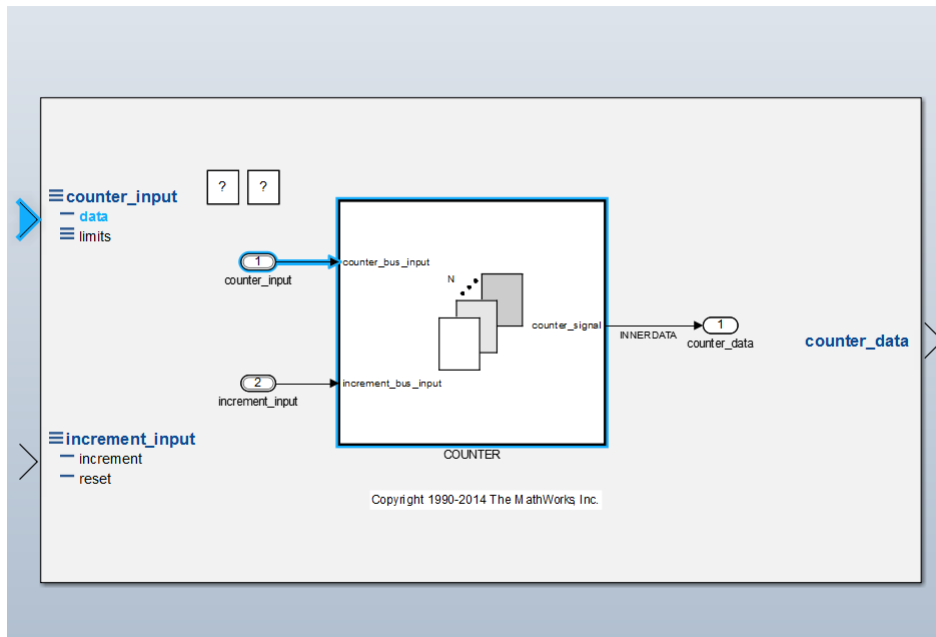 counter_input
data
limits
? ?
1
counter_input
counter_bus_input
N
counter_signal
INNERDATA
1
counter_data
counter_data
2
increment_input
increment_bus_input
increment_input
increment
reset
COUNTER
Copyright 1990-2014 The MathWorks, Inc.